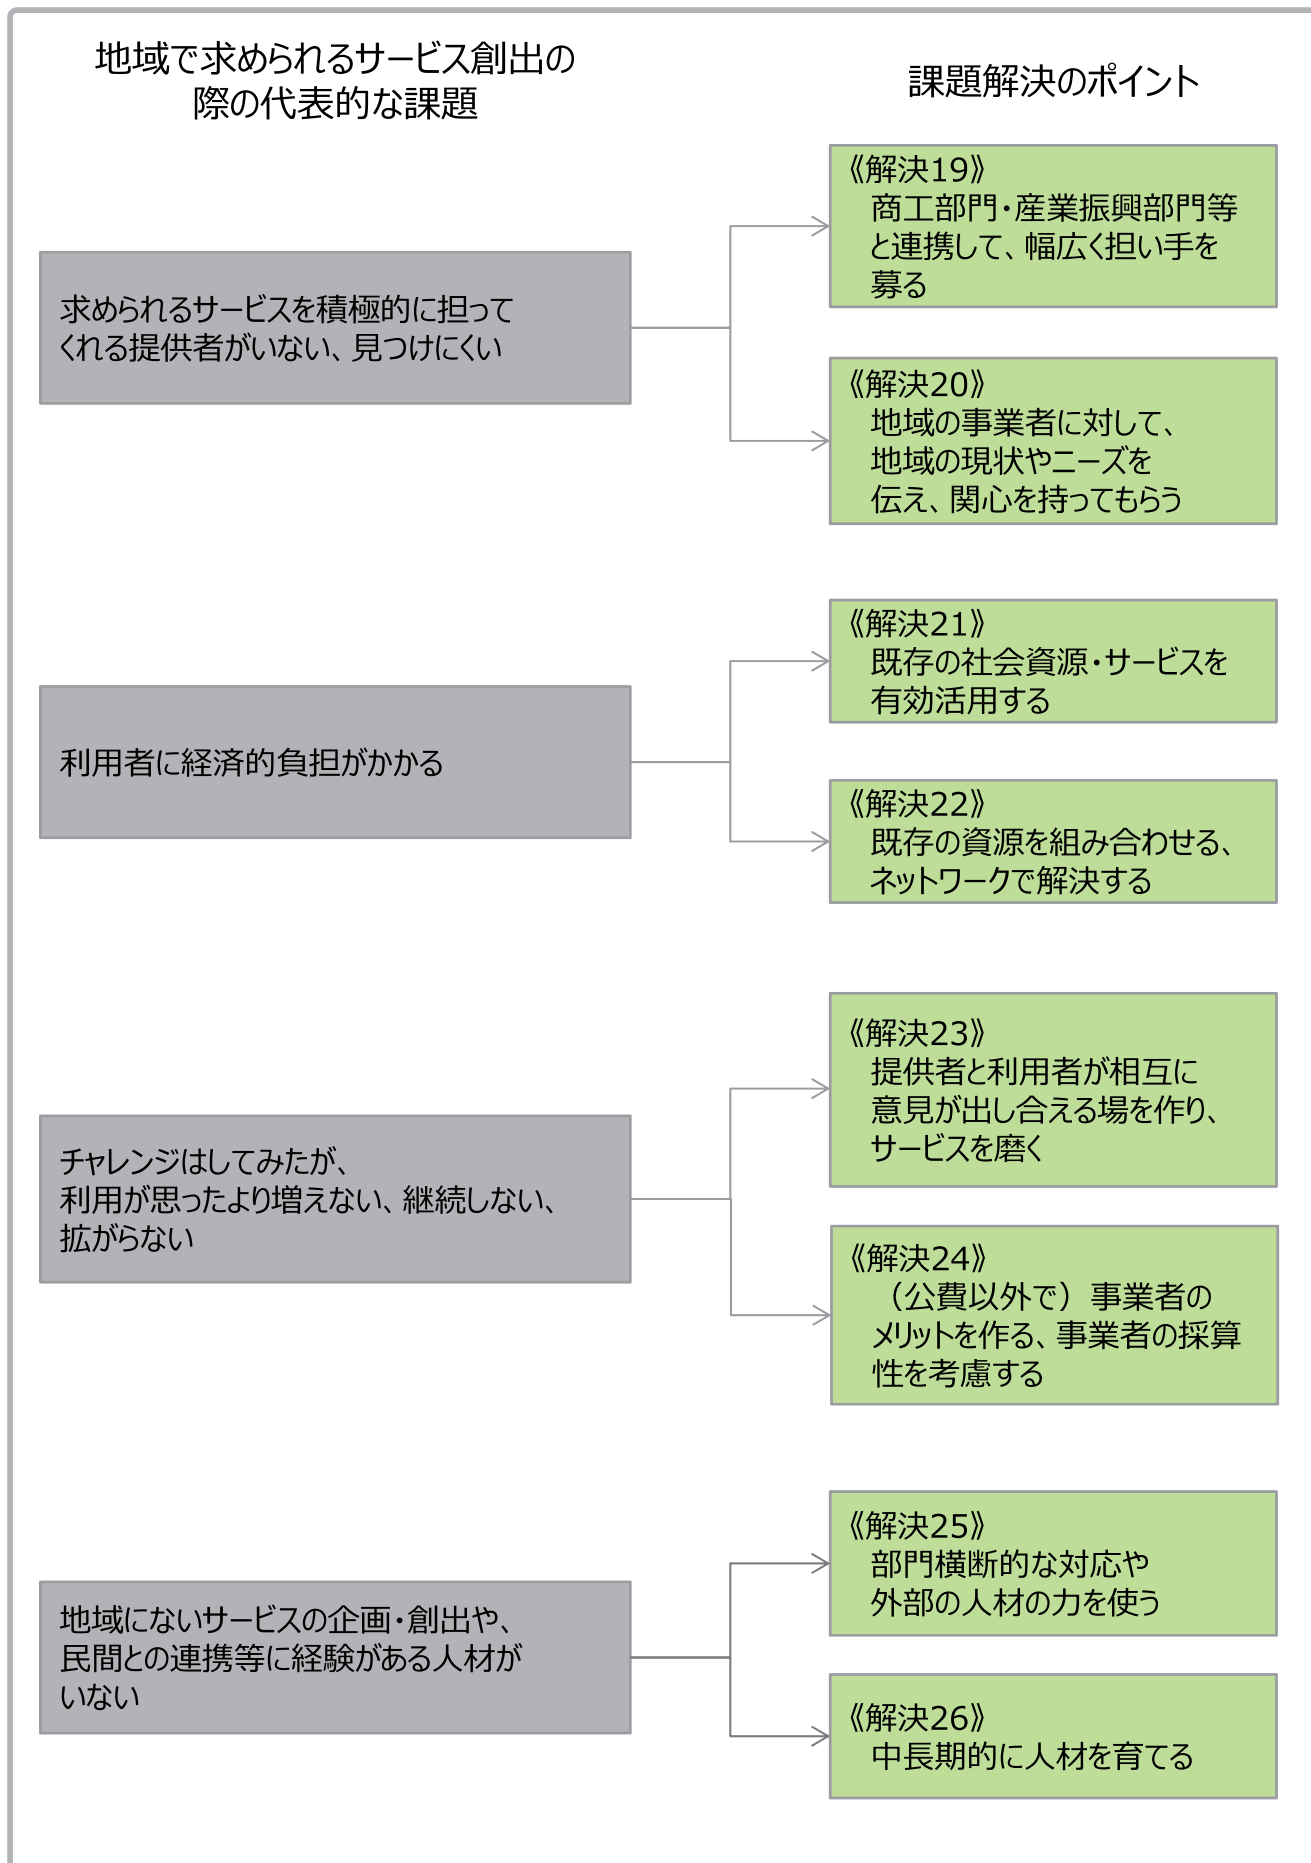 地域で求められるサービス創出の
際の代表的な課題
課題解決のポイント
求められるサービスを積極的に担って
くれる提供者がいない、見つけにくい
《解決19》
商工部門・産業振興部門等
と連携して、幅広く担い手を
募る
《解決20》
地域の事業者に対して、
地域の現状やニーズを
伝え、関心を持ってもらう
利用者に経済的負担がかかる
《解決21》
既存の社会資源・サービスを
有効活用する
《解決22》
既存の資源を組み合わせる、
ネットワークで解決する
チャレンジはしてみたが、
利用が思ったより増えない、継続しない、
拡がらない
《解決23》
提供者と利用者が相互に
意見が出し合える場を作り、
サービスを磨く
《解決24》
（公費以外で）事業者の
メリットを作る、事業者の採算
性を考慮する
地域にないサービスの企画・創出や、
民間との連携等に経験がある人材が
いない
《解決25》
部門横断的な対応や
外部の人材の力を使う
《解決26》
中長期的に人材を育てる